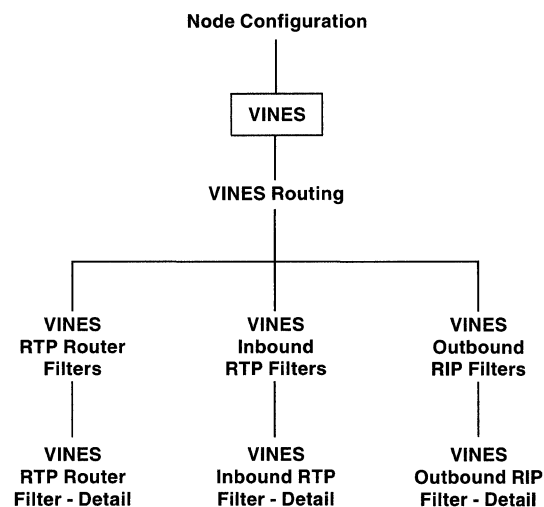 Node Configuration
VINES
VINES Routing
VINES
RTP Router
Filters
VINES
Inbound
RTP Filters
VINES
Outbound
RIP Filters
VINES
RTP Router
Filter - Detail
VINES
Inbound RTP
Filter - Detail
VINES
Outbound RIP
Filter - Detail